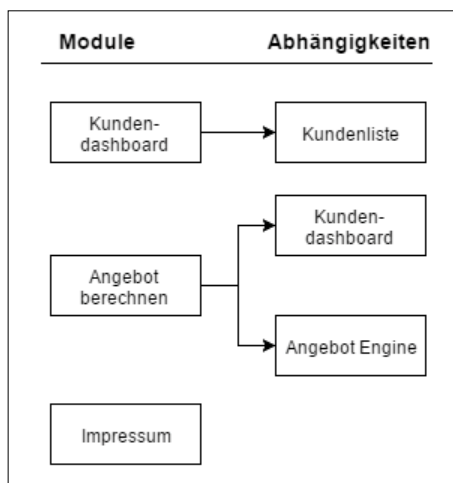 Module Abhängigkeiten
Kunden-
dashboard
Kundenliste
Angebot
berechnen
Kunden-
dashboard
Angebot Engine
Impressum